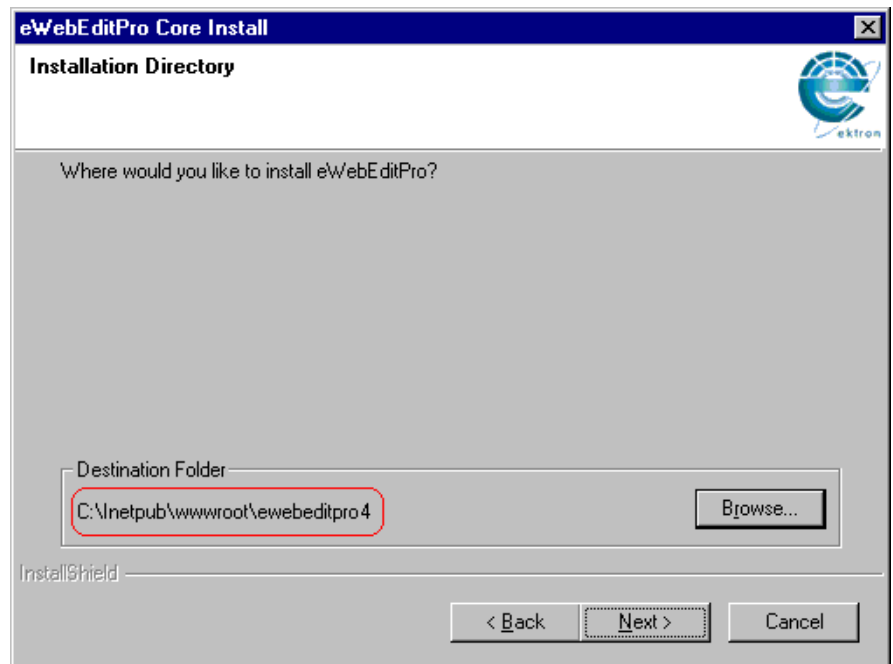 eWebEditPro Core Install
Installation Directory
ektron
Where would you like to install eWebEditPro?
Destination Folder
C:\Inetpub\wwwroot\ewebeditpro4
Browse...
InstallShield
< Back
Next >
Cancel